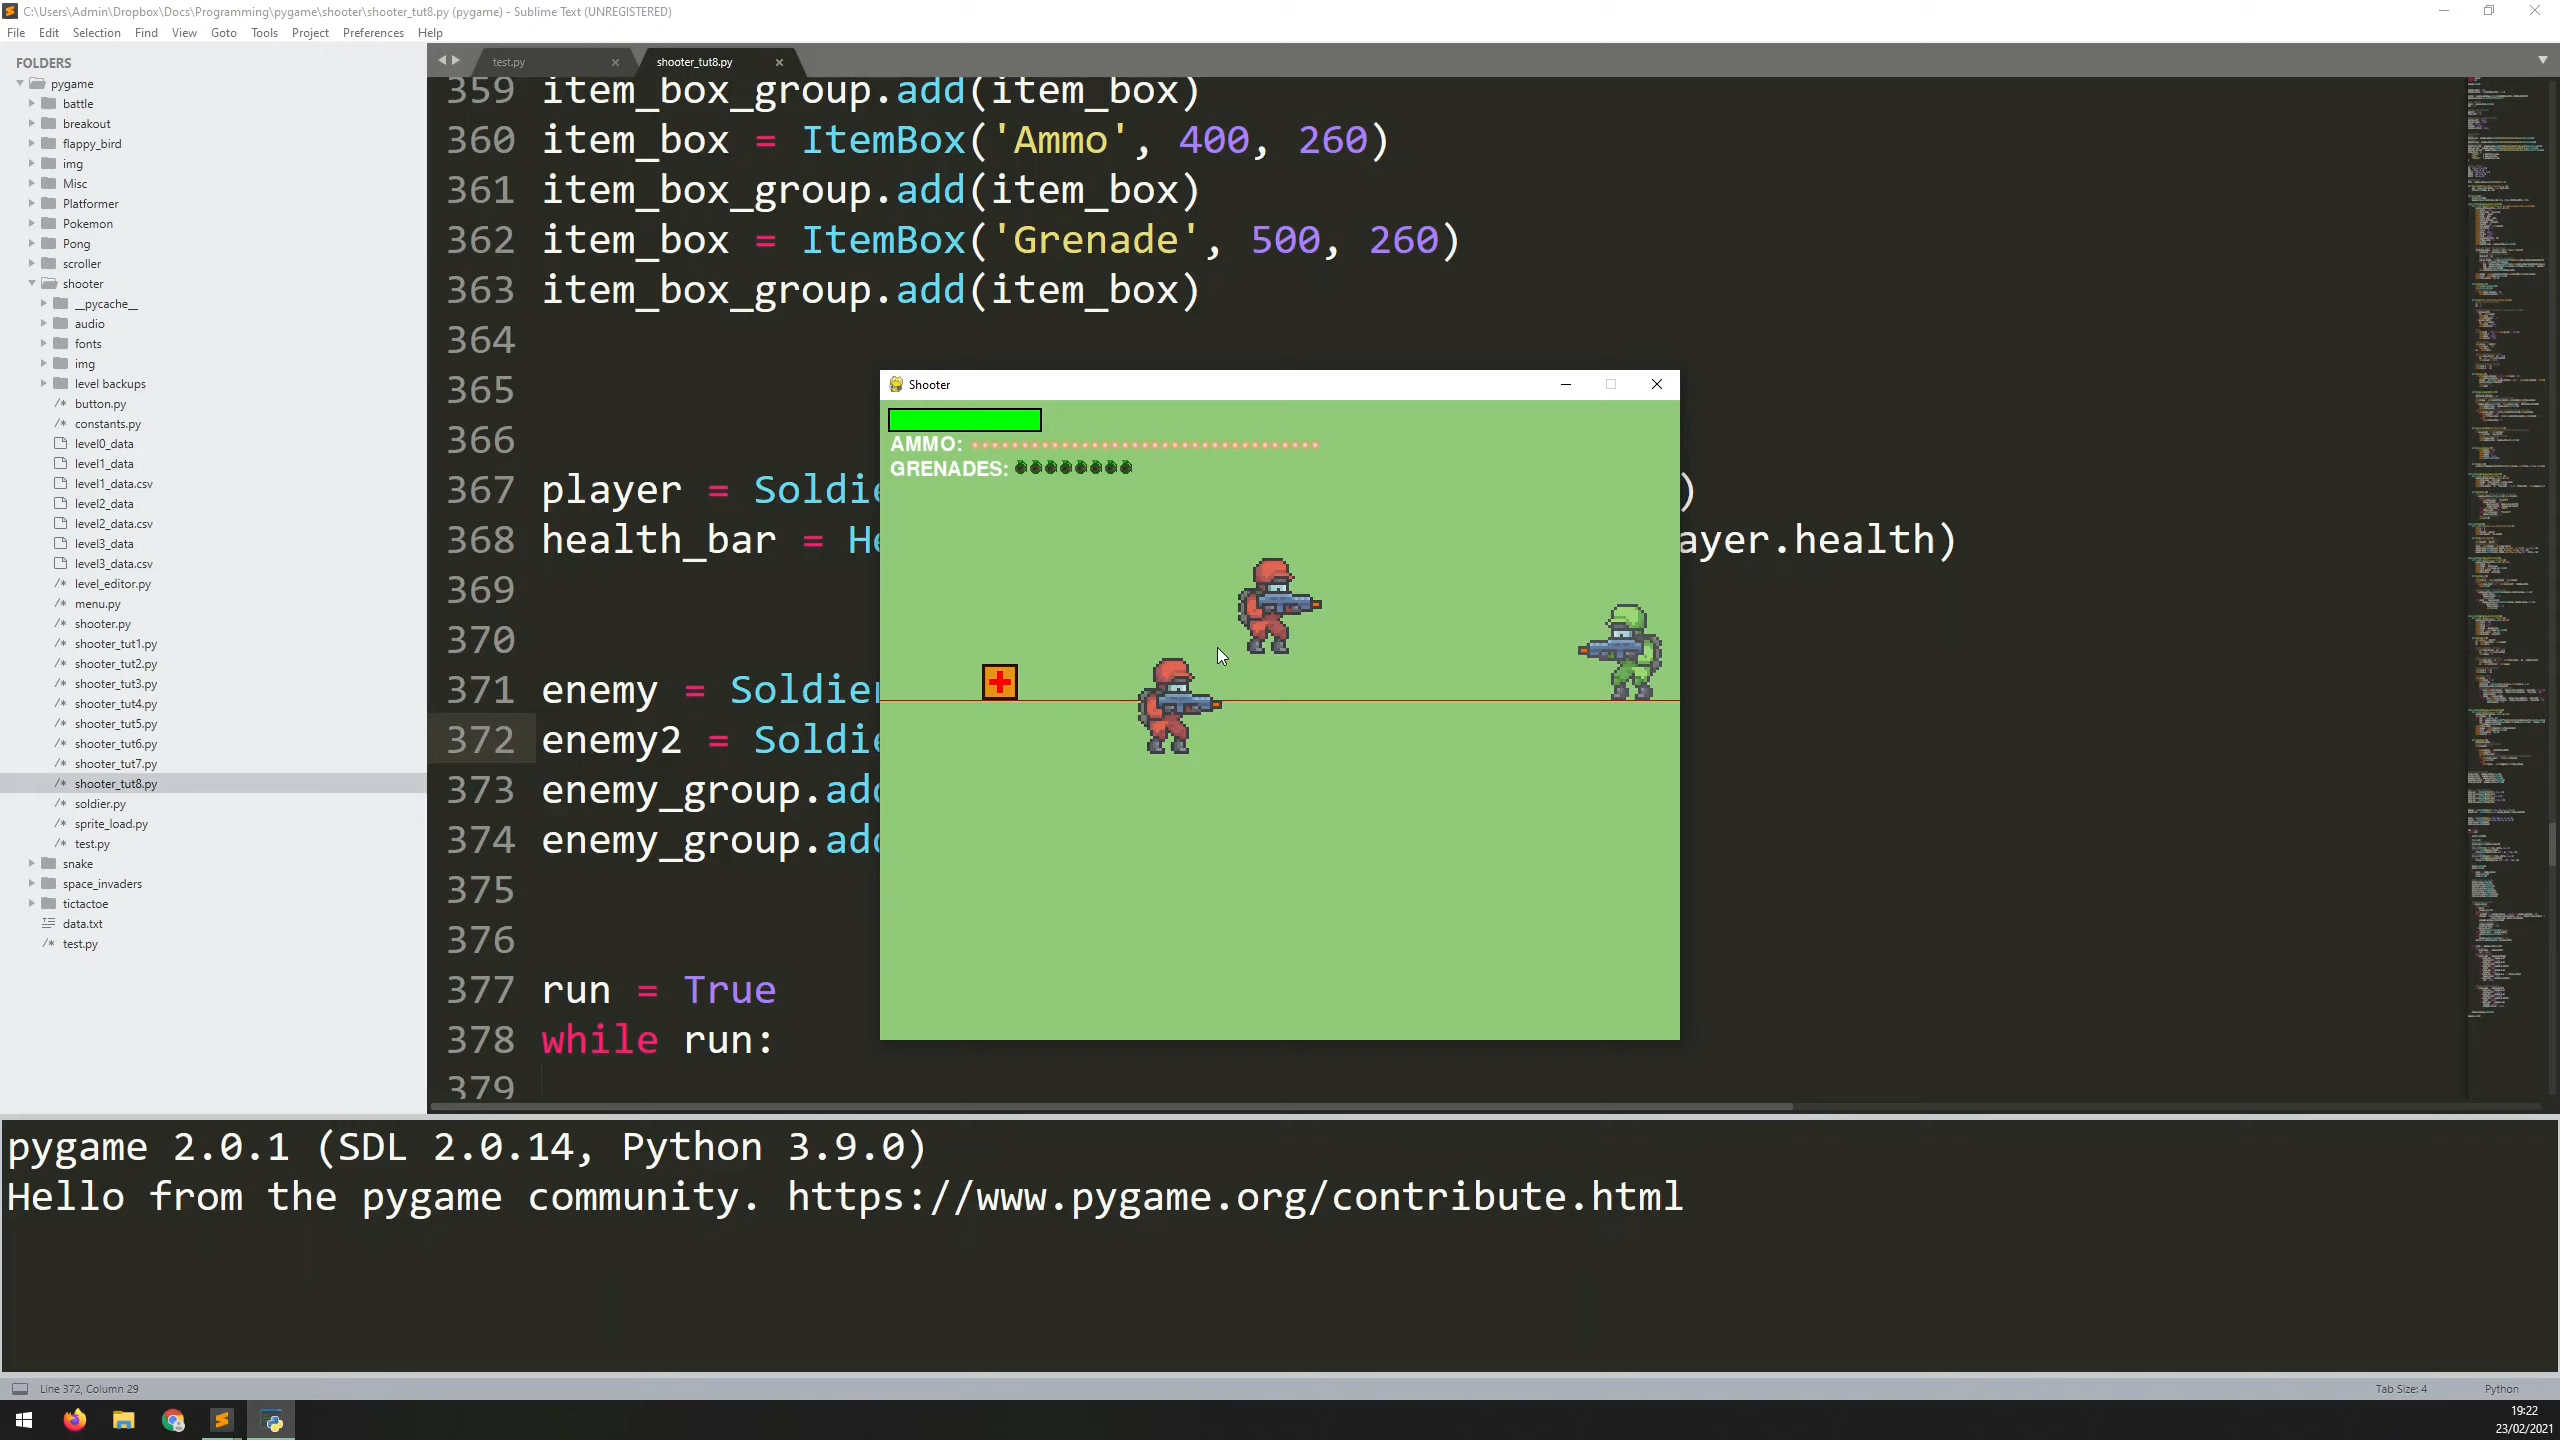 C:\Users\Admin\Dropbox\Docs\Programming\pygame\shooter\shooter_tut8.py (pygame) - Sublime Text (UNREGISTERED)
File Edit Selection Find View Goto Tools Project Preferences Help
FOLDERS
pygame
battle
breakout
flappy_bird
img
Misc
Platformer
Pokemon
Pong
scroller
shooter
__pycache__
audio
fonts
img
level backups
button.py
constants.py
level0_data
level1_data
level1_data.csv
level2_data
level2_data.csv
level3_data
level3_data.csv
level_editor.py
menu.py
shooter.py
shooter_tut1.py
shooter_tut2.py
shooter_tut3.py
shooter_tut4.py
shooter_tut5.py
shooter_tut6.py
shooter_tut7.py
shooter_tut8.py
soldier.py
sprite_load.py
test.py
snake
space_invaders
tictactoe
data.txt
test.py
test.py shooter_tut8.py
359 item_box_group.add(item_box)
360 item_box = ItemBox('Ammo', 400, 260)
361 item_box_group.add(item_box)
362 item_box = ItemBox('Grenade', 500, 260)
363 item_box_group.add(item_box)
364
365
366
367 player = Soldie )
368 health_bar = He ayer.health)
369
370
371 enemy = Soldier
372 enemy2 = Soldie
373 enemy_group.add
374 enemy_group.add
375
376
377 run = True
378 while run:
379
Shooter
AMMO:
GRENADES:
pygame 2.0.1 (SDL 2.0.14, Python 3.9.0)
Hello from the pygame community. https://www.pygame.org/contribute.html
Line 372, Column 29
Tab Size: 4
Python
19:22
23/02/2021